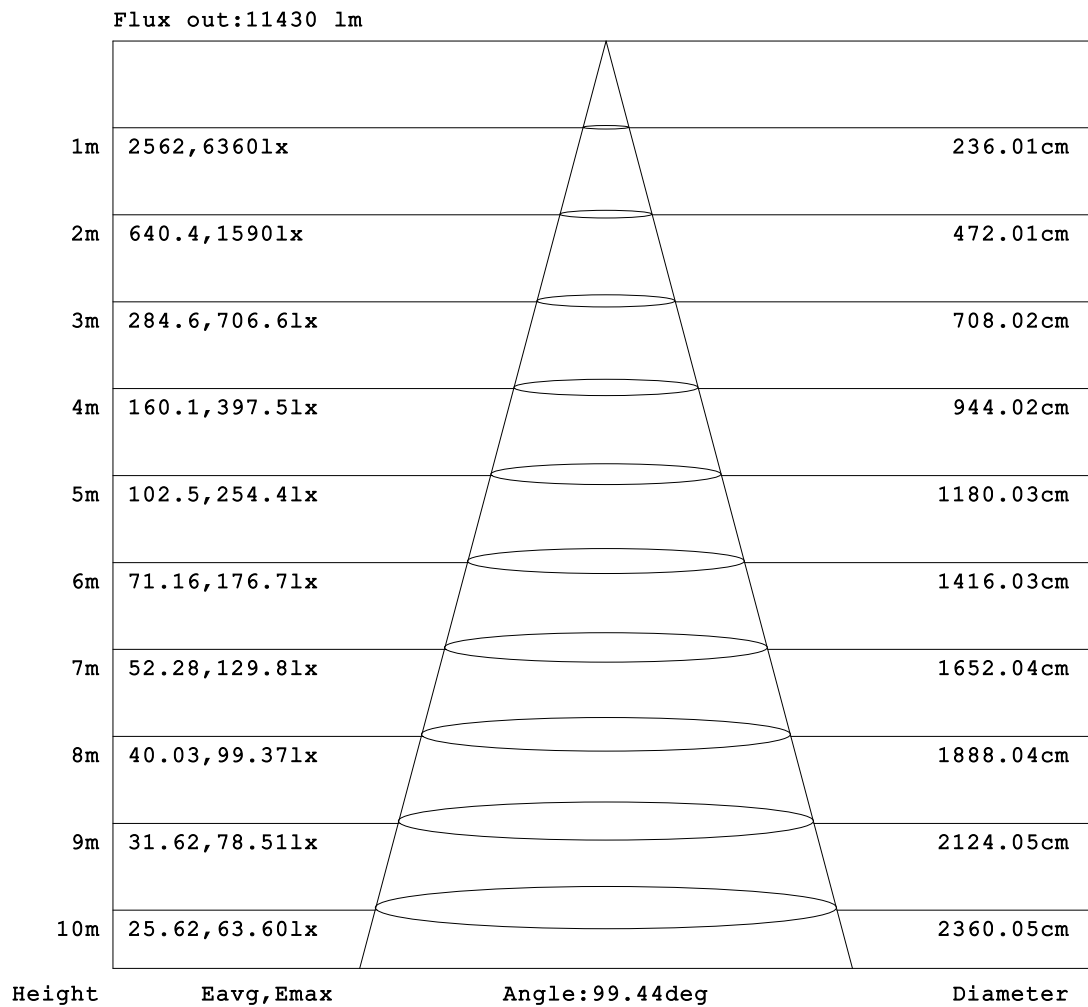 Flux out:11430 lm
1m 2562,6360lx 236.01cm
2m 640.4,1590lx 472.01cm
3m 284.6,706.6lx 708.02cm
4m 160.1,397.5lx 944.02cm
5m 102.5,254.4lx 1180.03cm
6m 71.16,176.7lx 1416.03cm
7m 52.28,129.8lx 1652.04cm
8m 40.03,99.37lx 1888.04cm
9m 31.62,78.51lx 2124.05cm
10m 25.62,63.60lx 2360.05cm
Height Eavg,Emax Angle:99.44deg Diameter